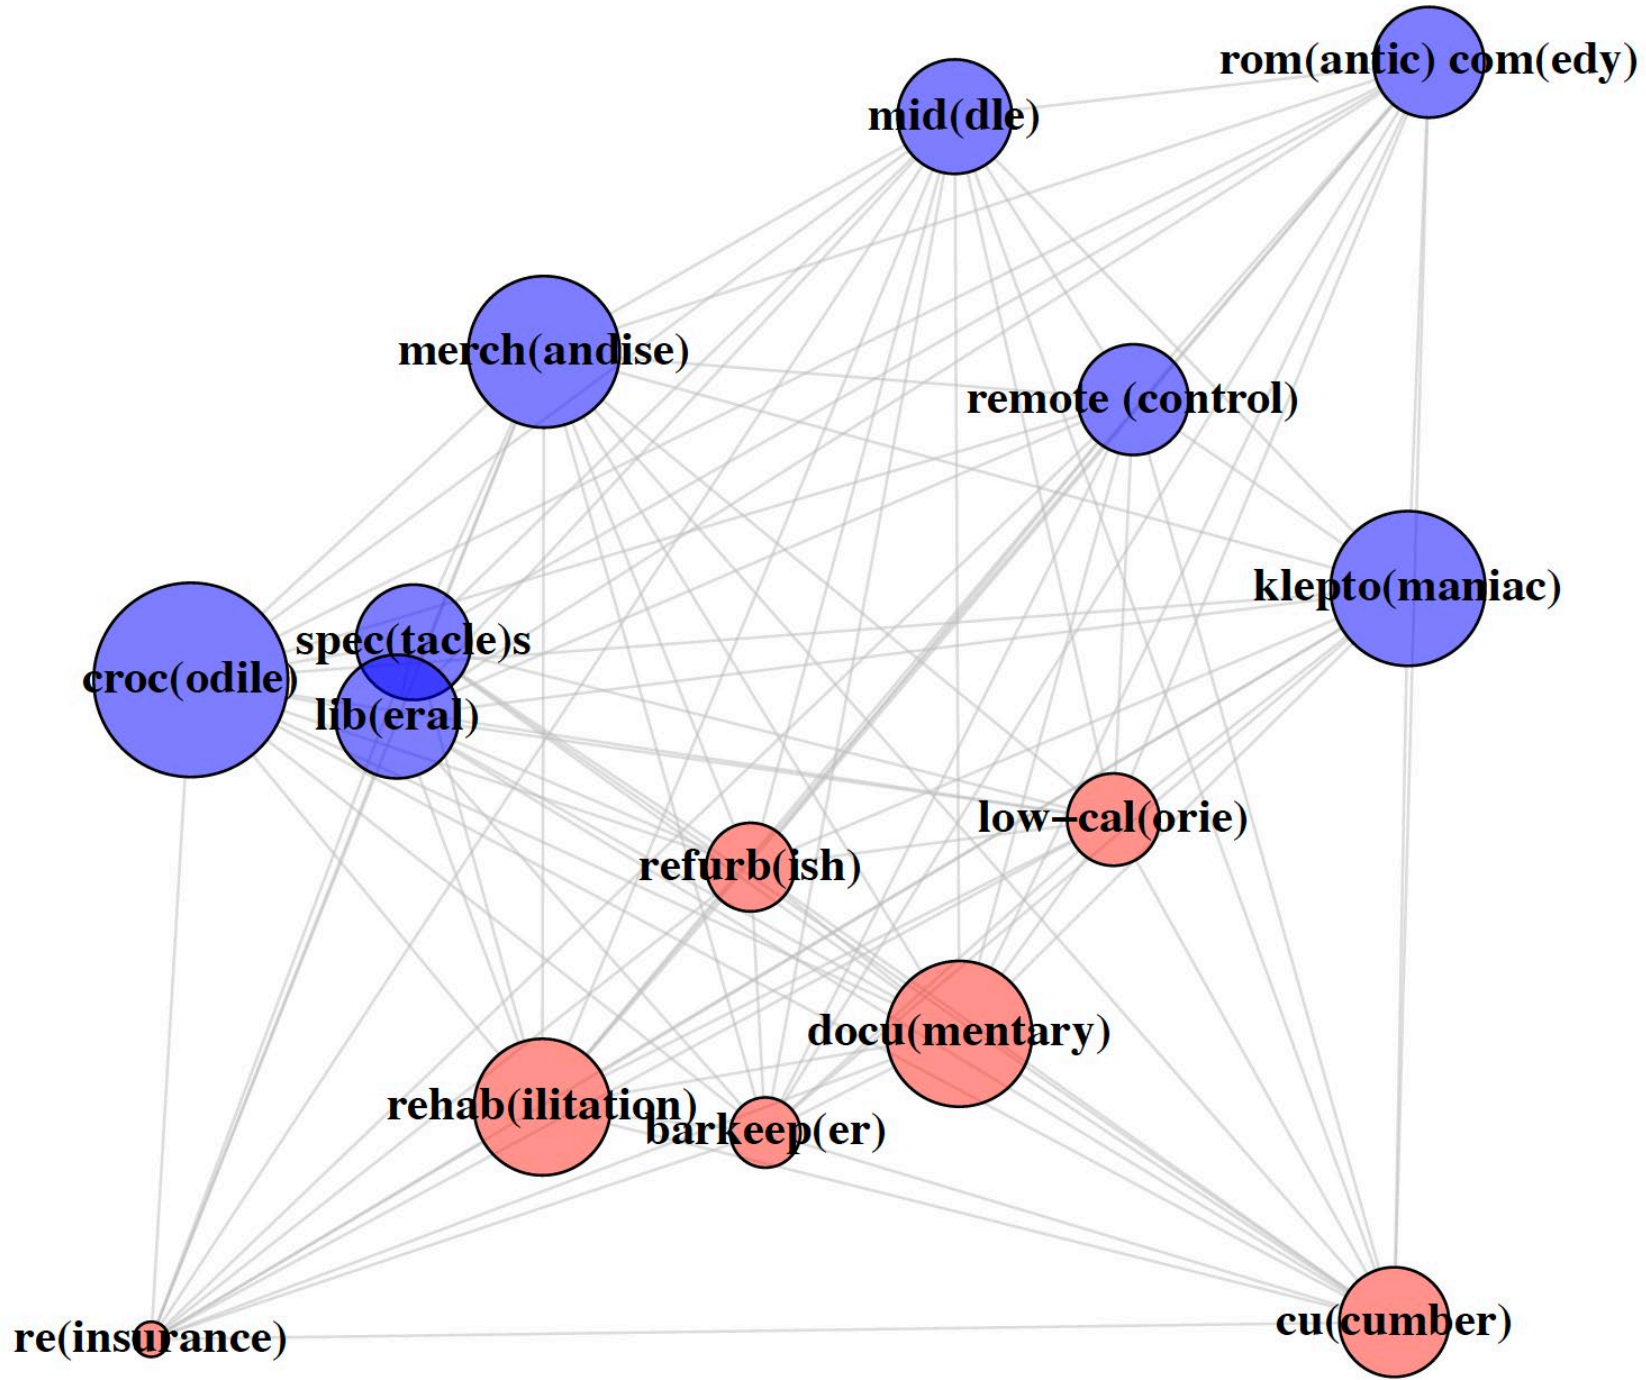 rom(antic) com(edy)
mid(dle)
merch(andise)
remote (control)
klepto(maniac)
spec(tacle)s
croc(odile)
lib(eral)
low−cal(orie)
refurb(ish)
docu(mentary)
rehab(ilitation)
barkeep(er)
cu(cumber)
re(insurance)